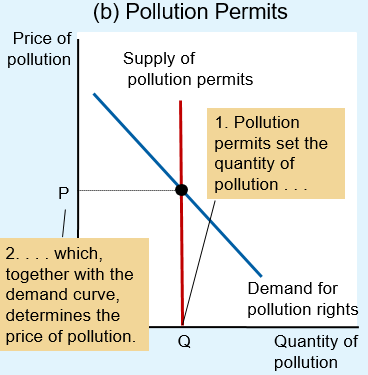 (b) Pollution Permits
Price of
pollution
Supply of
pollution permits
1. Pollution
permits set the
quantity of
pollution . . .
P
2. . . . which,
together with the
demand curve,
determines the
price of pollution.
Demand for
pollution rights
Q
Quantity of
pollution